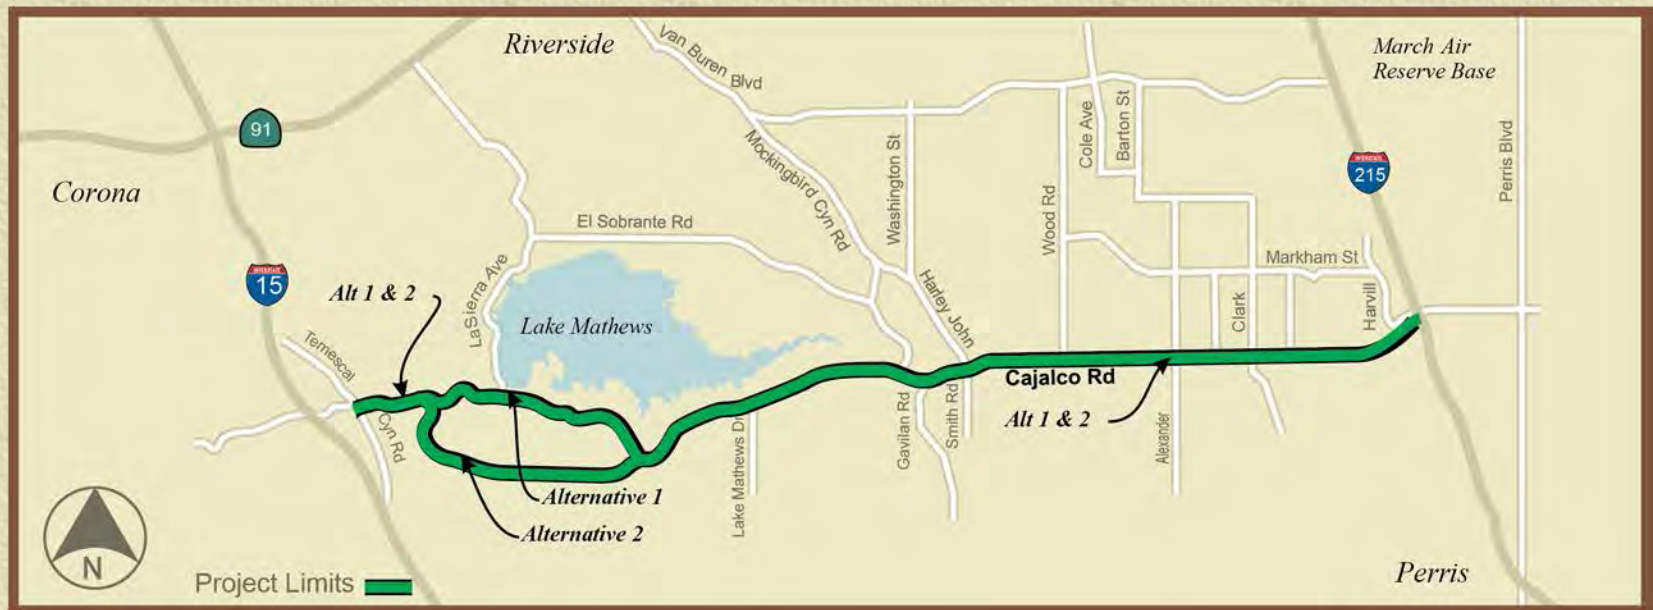 Riverside
Van Buren Blvd
March Air
Reserve Base
91
Corona
Cole Ave
Barton St
Perris Blvd
INTERSTATE
215
Mockingbird Cyn Rd
Washington St
Wood Rd
El Sobrante Rd
Markham St
INTERSTATE
15
Alt 1 & 2
LaSierra Ave
Lake Mathews
Harley John
Clark
Harvill
Temescal
Cyn Rd
Cajalco Rd
Alt 1 & 2
Gavilan Rd
Smith Rd
Alexander
Lake Mathews Dr
Alternative 1
Alternative 2
N
Project Limits
Perris